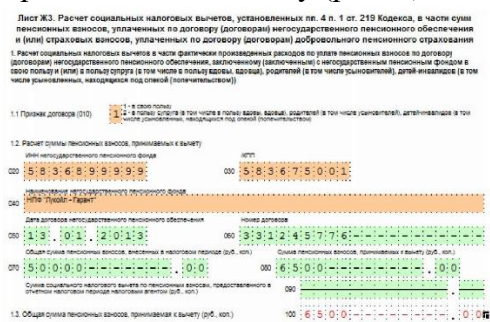 Лист Ж3. Расчет социальных налоговых вычетов, установленных пп. 4 п. 1 ст. 219 Кодекса, в части сумм
пенсионных взносов, уплаченных по договору (договорам) негосударственного пенсионного обеспечения
и (или) страховых взносов, уплаченных по договору (договорам) добровольного пенсионного страхования
1. Расчет социальных налоговых вычетов в части фактически произведенных расходов по уплате пенсионных взносов по договору
(договорам) негосударственного пенсионного обеспечения, заключенному (заключенным) с негосударственным пенсионным фондом в
свою пользу и (или) в пользу супруга (в том числе в пользу вдовы, вдовца), родителей (в том числе усыновителей), детей-инвалидов (в том
числе усыновленных, находящихся под опекой (попечительством))
1.1 Признак договора (010) 1 1 - в свою пользу
2 - в пользу супруга (в том числе в пользу вдовы, вдовца), родителей (в том числе усыновителей), детей-инвалидов (в том
числе усыновленных, находящихся под опекой (попечительством)
1.2. Расчет суммы пенсионных взносов, принимаемых к вычету
ИНН негосударственного пенсионного фонда КПП
020 5836899999 030 583675001
Наименование негосударственного пенсионного фонда
040 НПФ "Лукойл - Гарант"
Дата договора негосударственного пенсионного обеспечения Номер договора
050 13.01.2013 060 331245776------
Общая сумма пенсионных взносов, внесенных в налоговом периоде (руб., коп.) Сумма пенсионных взносов, принимаемых к вычету (руб., коп.)
070 50000-------.00 080 6500--------.00
Сумма социального налогового вычета по пенсионным взносам, предоставленного в
отчетном налоговом периоде налоговым агентом (руб., коп.) 090
1.3. Общая сумма пенсионных взносов, принимаемая к вычету (руб., коп.) 100 6500--------.00